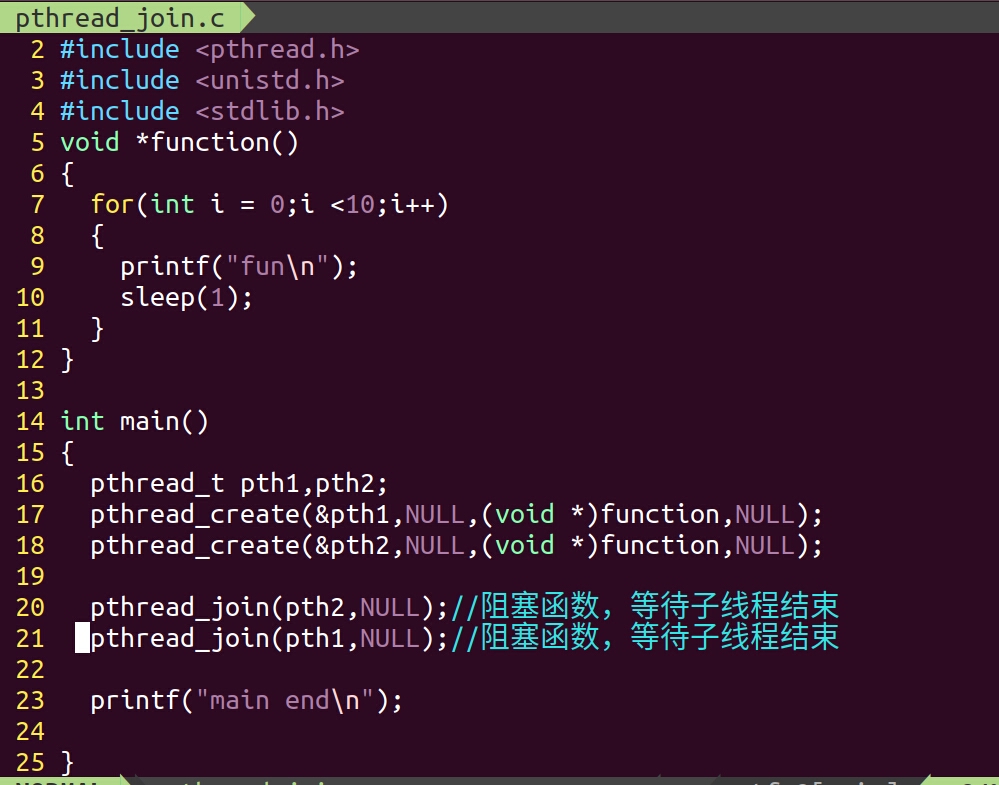 pthread_join.c
2 #include <pthread.h>
3 #include <unistd.h>
4 #include <stdlib.h>
5 void *function()
6 {
7   for(int i = 0;i <10;i++)
8   {
9     printf("fun\n");
10     sleep(1);
11   }
12 }
13
14 int main()
15 {
16   pthread_t pth1,pth2;
17   pthread_create(&pth1,NULL,(void *)function,NULL);
18   pthread_create(&pth2,NULL,(void *)function,NULL);
19
20   pthread_join(pth2,NULL);//阻塞函数，等待子线程结束
21   pthread_join(pth1,NULL);//阻塞函数，等待子线程结束
22
23   printf("main end\n");
24
25 }